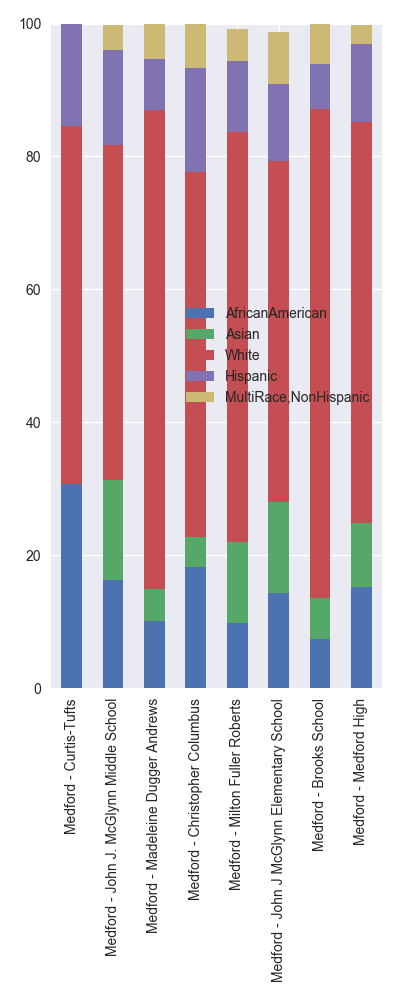 100
80
60
40
20
0
AfricanAmerican
Asian
White
Hispanic
MultiRace,NonHispanic
Medford - Curtis-Tufts
Medford - John J. McGlynn Middle School
Medford - Madeleine Dugger Andrews
Medford - Christopher Columbus
Medford - Milton Fuller Roberts
Medford - John J McGlynn Elementary School
Medford - Brooks School
Medford - Medford High